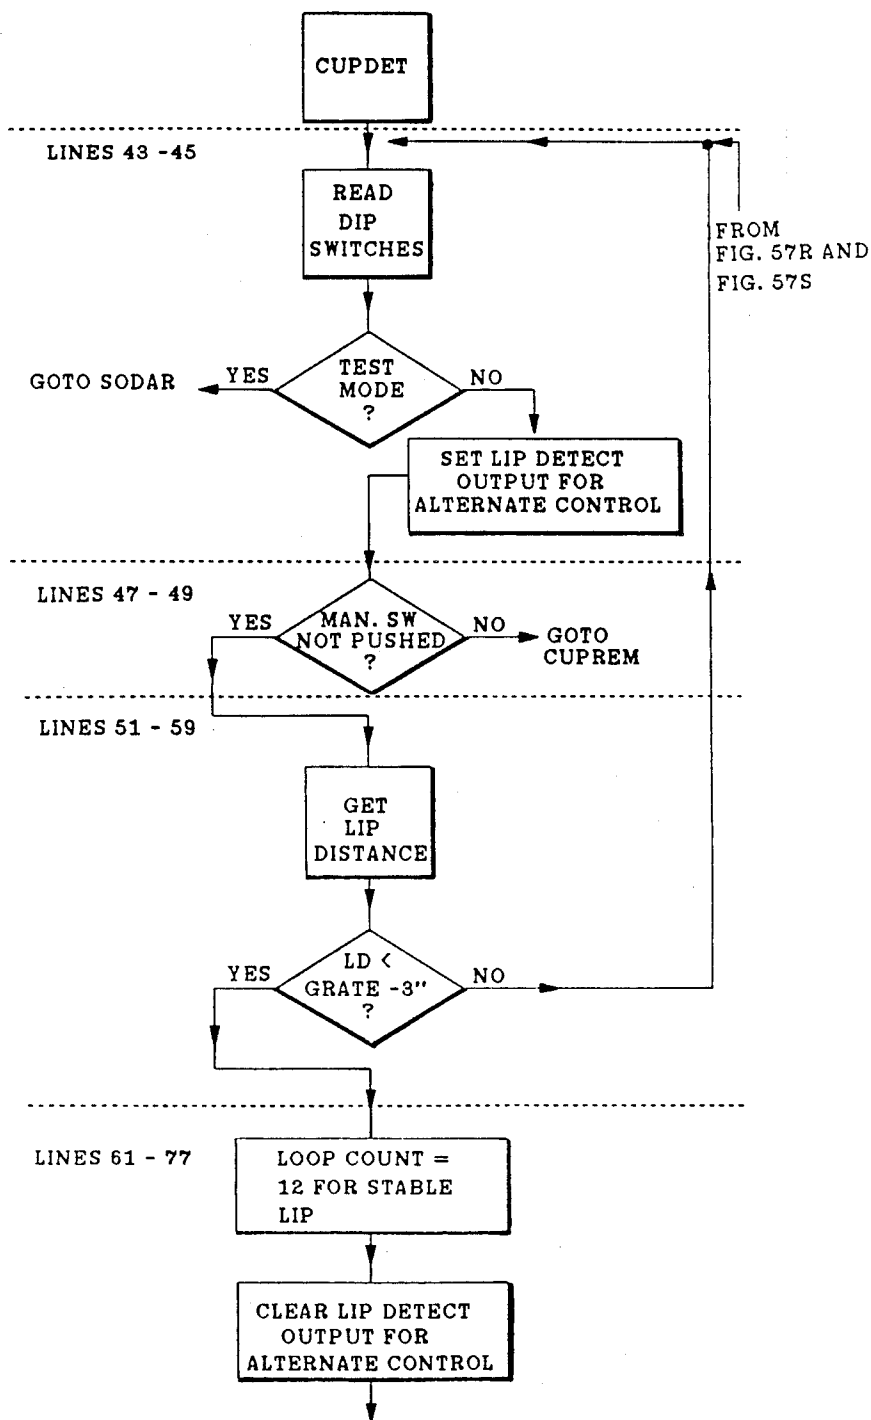 CUPDET
LINES 43 - 45
READ
DIP
SWITCHES
FROM
FIG. 57R AND
FIG. 57S
GOTO SODAR
YES
TEST
MODE
?
NO
SET LIP DETECT
OUTPUT FOR
ALTERNATE CONTROL
LINES 47 - 49
YES
MAN. SW
NOT PUSHED
?
NO
GOTO
CUPREM
LINES 51 - 59
GET
LIP
DISTANCE
YES
LD <
GRATE -3"
?
NO
LINES 61 - 77
LOOP COUNT =
12 FOR STABLE
LIP
CLEAR LIP DETECT
OUTPUT FOR
ALTERNATE CONTROL